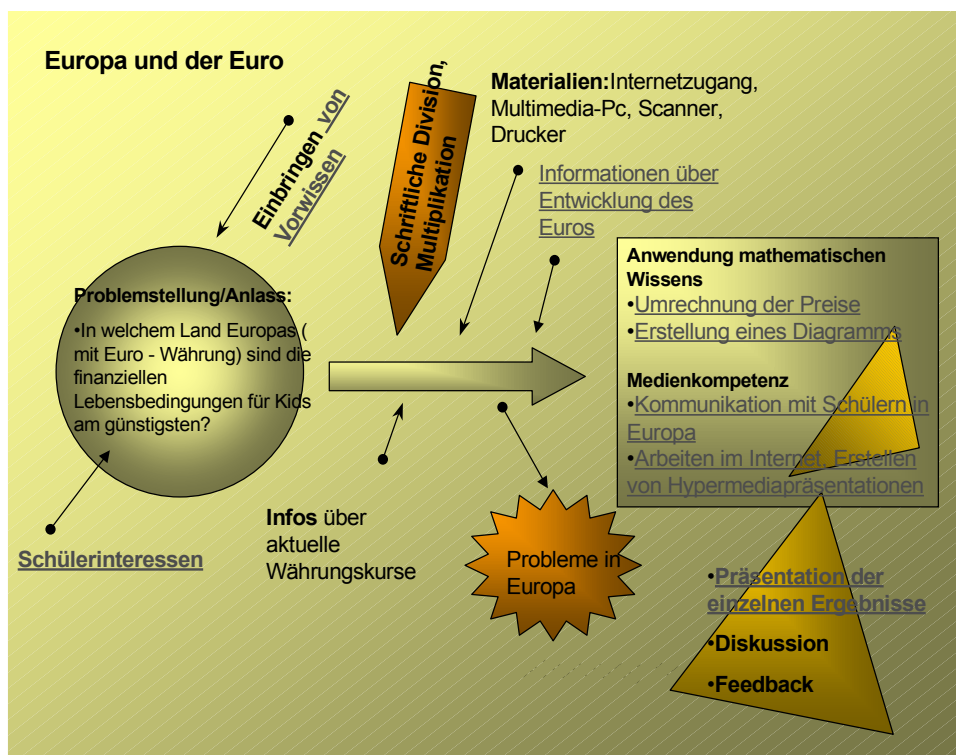 Europa und der Euro
Einbringen von
Vorwissen
Schriftliche Division,
Multiplikation
Materialien:Internetzugang,
Multimedia-Pc, Scanner,
Drucker
Informationen über
Entwicklung des
Euros
Problemstellung/Anlass:
•In welchem Land Europas (
mit Euro - Währung) sind die
finanziellen
Lebensbedingungen für Kids
am günstigsten?
Anwendung mathematischen
Wissens
•Umrechnung der Preise
•Erstellung eines Diagramms
Medienkompetenz
•Kommunikation mit Schülern in
Europa
•Arbeiten im Internet, Erstellen
von Hypermediapräsentationen
Schülerinteressen
Infos über
aktuelle
Währungskurse
Probleme in
Europa
•Präsentation der
einzelnen Ergebnisse
•Diskussion
•Feedback